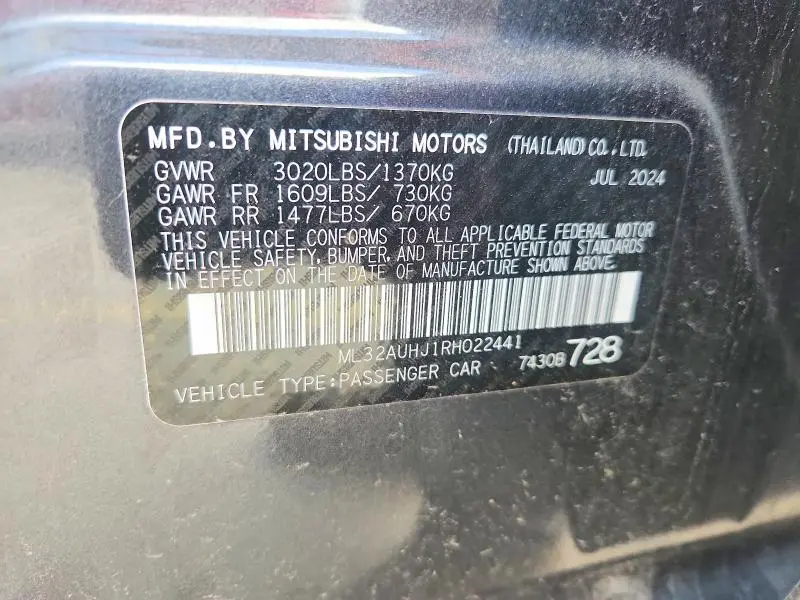 MFD.BY MITSUBISHI MOTORS (THAILAND) CO.,LTD.
GVWR 3020LBS/1370KG JUL 2024
GAWR FR 1609LBS/ 730KG
GAWR RR 1477LBS/ 670KG
THIS VEHICLE CONFORMS TO ALL APPLICABLE FEDERAL MOTOR
VEHICLE SAFETY, BUMPER, AND THEFT PREVENTION STANDARDS
IN EFFECT ON THE DATE OF MANUFACTURE SHOWN ABOVE.
ML32AUHJ1RH022441
VEHICLE TYPE:PASSENGER CAR 7430B 728